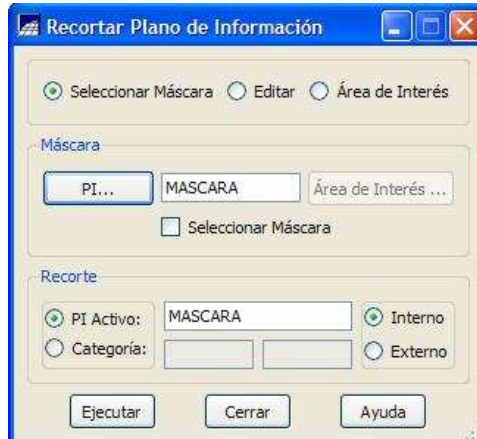 Recortar Plano de Información
Seleccionar Máscara Editar Área de Interés
Máscara
PI... MASCARA Área de Interés ...
Seleccionar Máscara
Recorte
PI Activo: MASCARA Interno
Categoría: Externo
Ejecutar Cerrar Ayuda